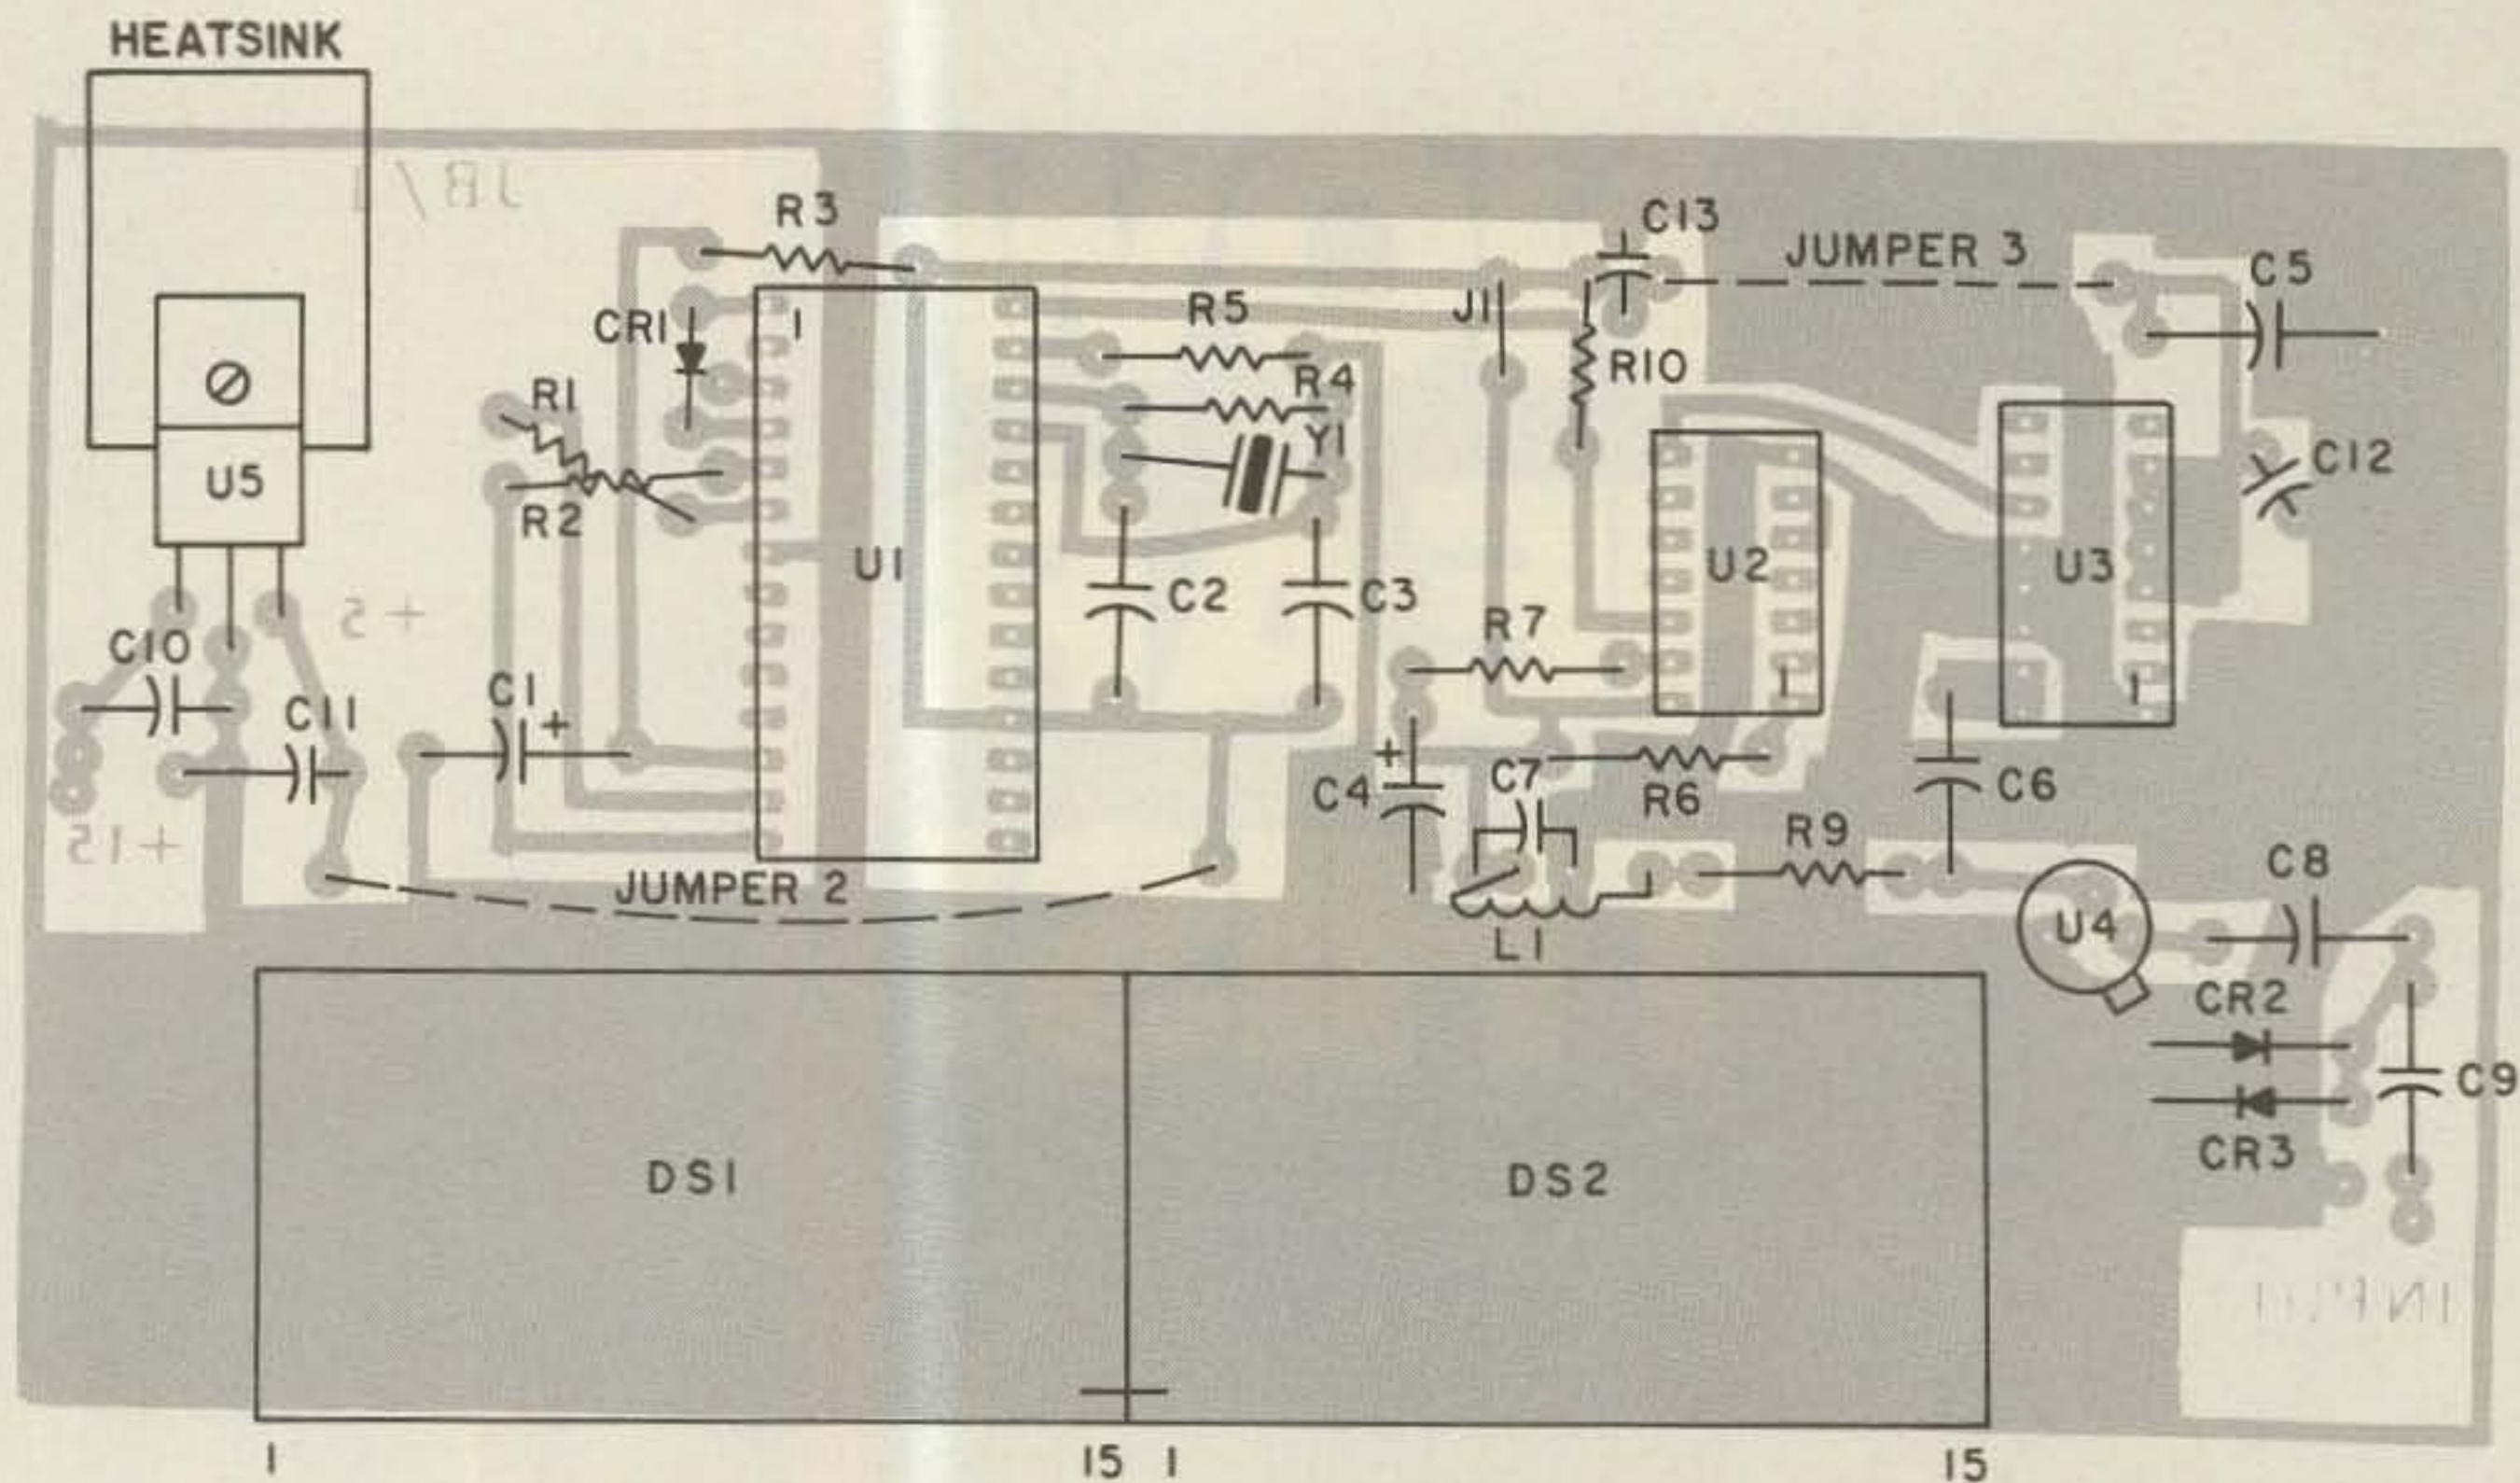 HEATSINK
JB/1
R3
C13
JUMPER 3
C5
CR1
1
R5
J1
R10
R1
R4
Y1
U5
R2
C12
U1
C2
C3
U2
U3
+5
R7
C10
C1
+
C11
1
1
+
C4
C7
R6
C6
R9
+15
JUMPER 2
L1
U4
C8
CR2
C9
CR3
DS1
DS2
INPUT
1
15
1
15